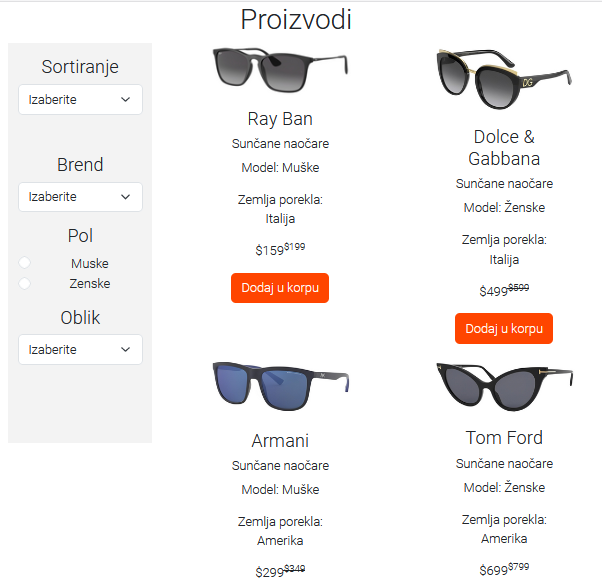 Proizvodi
Sortiranje
Izaberite
Brend
Izaberite
Pol
Muske
Zenske
Oblik
Izaberite
Ray Ban
Sunčane naočare
Model: Muške
Zemlja porekla:
Italija
$159$199
Dodaj u korpu
DG
Dolce &
Gabbana
Sunčane naočare
Model: Ženske
Zemlja porekla:
Italija
$499$599
Dodaj u korpu
Armani
Sunčane naočare
Model: Muške
Zemlja porekla:
Amerika
$299$349
Tom Ford
Sunčane naočare
Model: Ženske
Zemlja porekla:
Amerika
$699$799